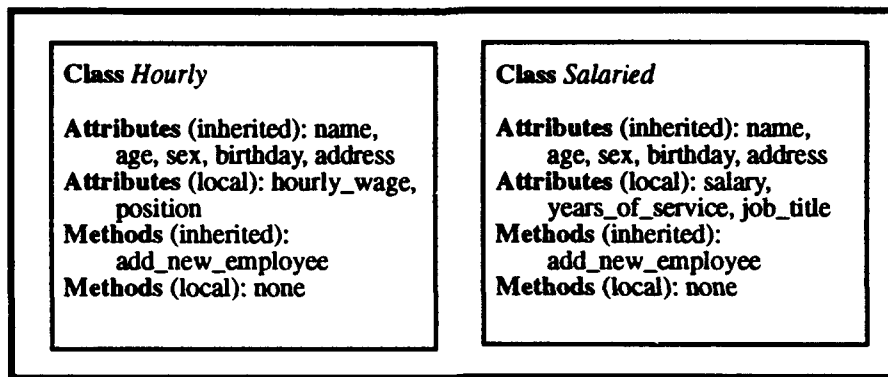 Class Hourly
Attributes (inherited): name,
age, sex, birthday, address
Attributes (local): hourly_wage,
position
Methods (inherited):
add_new_employee
Methods (local): none
Class Salaried
Attributes (inherited): name,
age, sex, birthday, address
Attributes (local): salary,
years_of_service, job_title
Methods (inherited):
add_new_employee
Methods (local): none